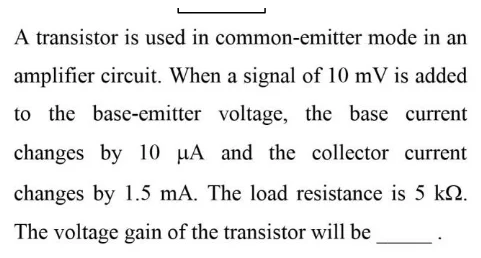 A transistor is used in common-emitter mode in an
amplifier circuit. When a signal of 10 mV is added
to the base-emitter voltage, the base current
changes by 10 μA and the collector current
changes by 1.5 mA. The load resistance is 5 kΩ.
The voltage gain of the transistor will be _____ .